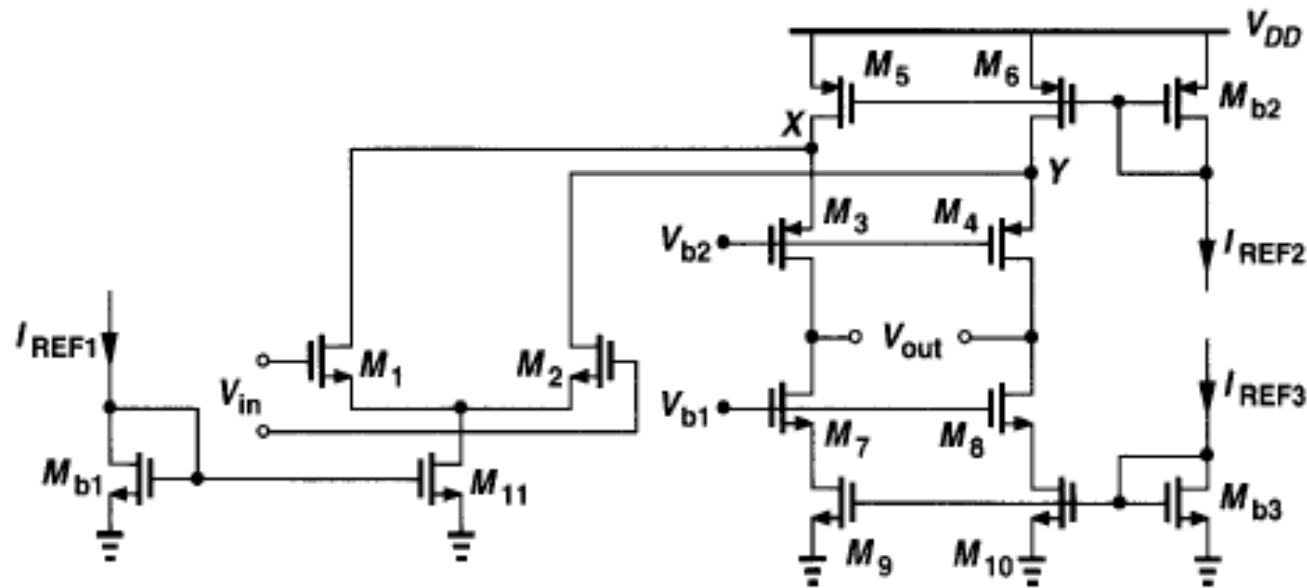 V_DD
M_5
M_6
M_b2
X
Y
M_3
M_4
V_b2
I_REF2
I_REF1
M_1
M_2
V_out
V_in
V_b1
I_REF3
M_7
M_8
M_b1
M_11
M_b3
M_9
M_10